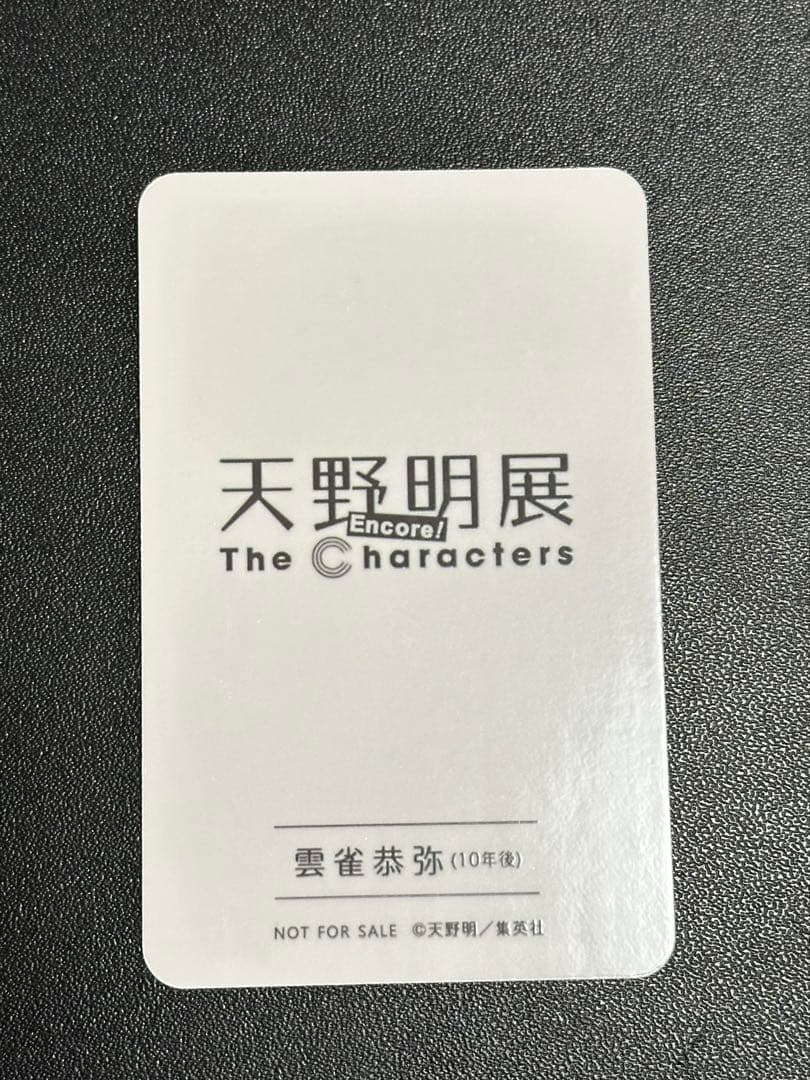 天野明展
Encore!
The Characters
雲雀恭弥(10年後)
NOT FOR SALE ©天野明/集英社